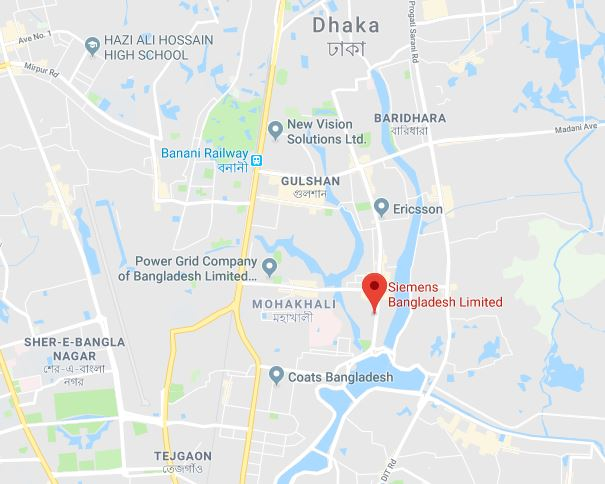 Dhaka
ঢাকা
Pragati Sarani Rd
Ave No. 1
HAZI ALI HOSSAIN
HIGH SCHOOL
Mirpur Rd
New Vision
Solutions Ltd.
BARIDHARA
বারিধারা
Madani Ave
Banani Railway
বনানী
GULSHAN
গুলশান
Ericsson
Power Grid Company
of Bangladesh Limited...
Siemens
Bangladesh Limited
MOHAKHALI
মহাখালী
SHER-E-BANGLA
NAGAR
শের-এ-বাংলা
নগর
Coats Bangladesh
TEJGAON
তেজগাঁও
DIT Rd